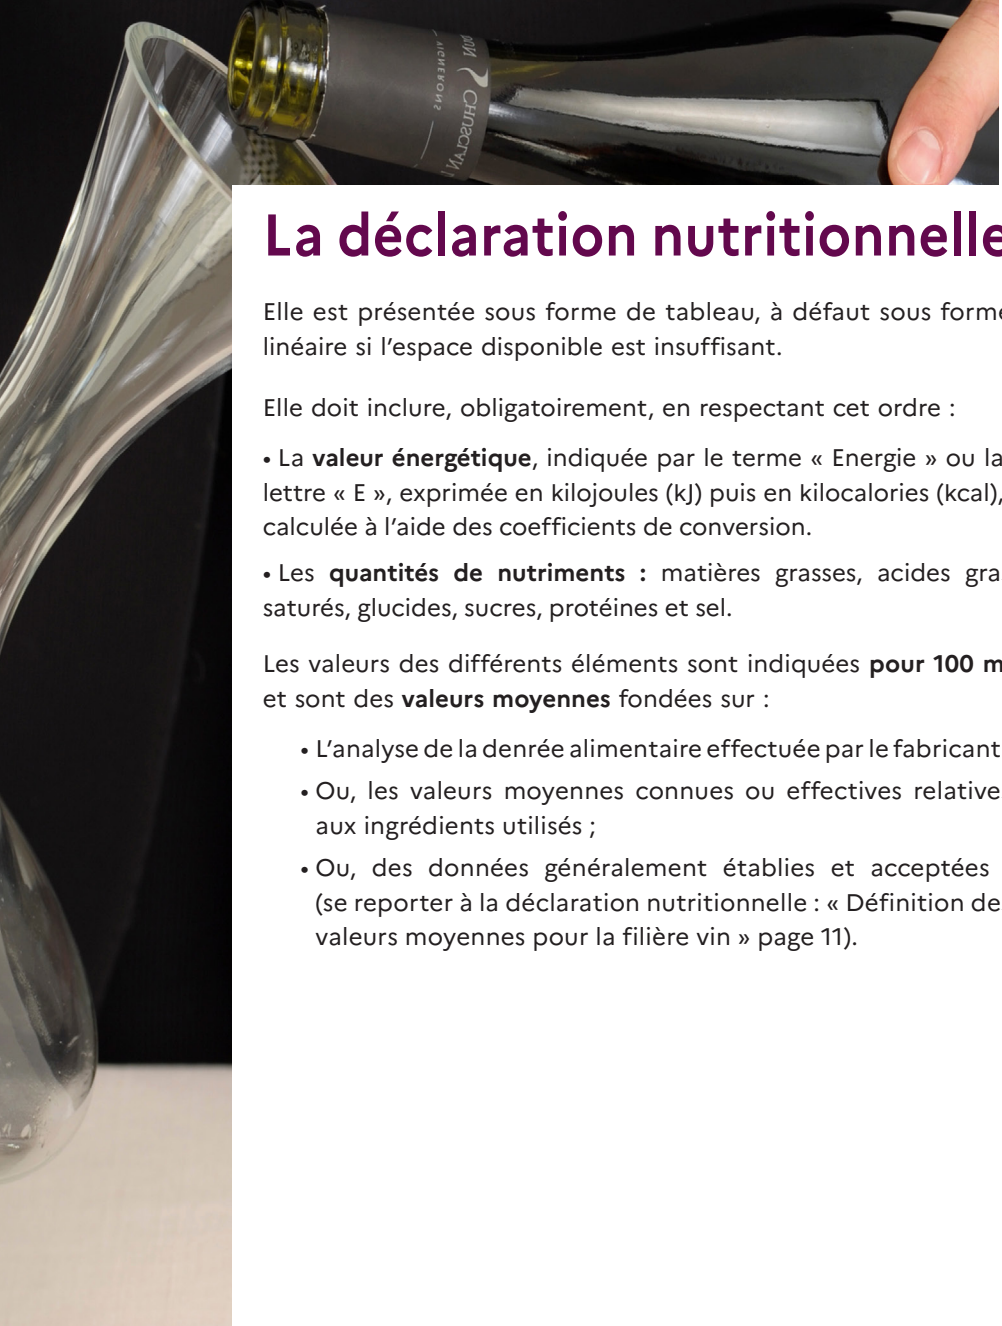 VIGNERONS
CHUSCLAN
La déclaration nutritionnelle
Elle est présentée sous forme de tableau, à défaut sous forme
linéaire si l'espace disponible est insuffisant.
Elle doit inclure, obligatoirement, en respectant cet ordre :
• La valeur énergétique, indiquée par le terme « Energie » ou la
lettre « E », exprimée en kilojoules (kJ) puis en kilocalories (kcal),
calculée à l'aide des coefficients de conversion.
• Les quantités de nutriments : matières grasses, acides gra
saturés, glucides, sucres, protéines et sel.
Les valeurs des différents éléments sont indiquées pour 100 m
et sont des valeurs moyennes fondées sur :
• L'analyse de la denrée alimentaire effectuée par le fabricant
• Ou, les valeurs moyennes connues ou effectives relative
aux ingrédients utilisés ;
• Ou, des données généralement établies et acceptées
(se reporter à la déclaration nutritionnelle : « Définition de
valeurs moyennes pour la filière vin » page 11).